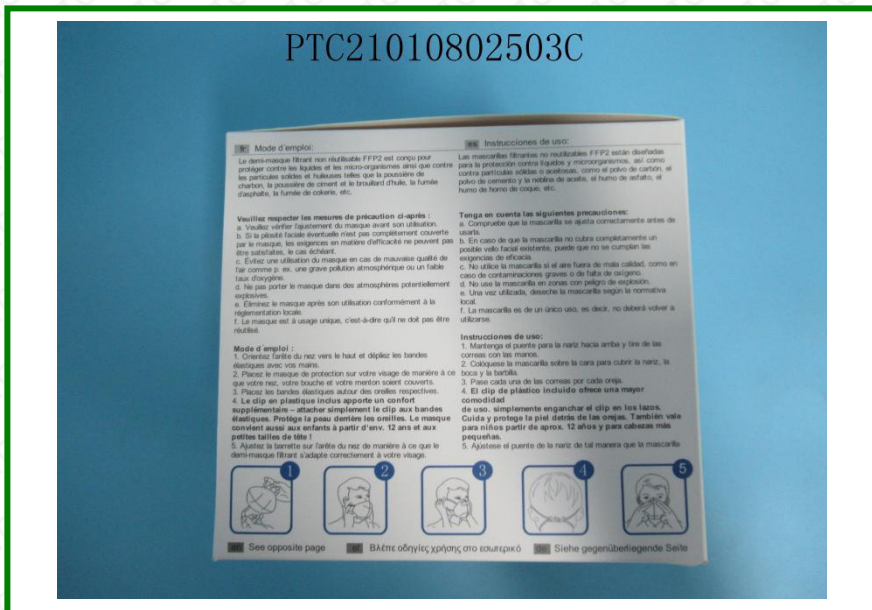 PTC21010802503C
fr Mode d'emploi:
Le demi-masque filtrant non réutilisable FFP2 est conçu pour
protéger contre les liquides et les micro-organismes ainsi que contre
les particules solides et huileuses telles que la poussière de
charbon, la poussière de ciment et le brouillard d'huile, la fumée
d'asphalte, la fumée de cokerie, etc.
Veuillez respecter les mesures de précaution ci-après :
a. Veuillez vérifier l'ajustement du masque avant son utilisation.
b. Si la pilosité faciale éventuelle n'est pas complètement couverte
par le masque, les exigences en matière d'efficacité ne peuvent pas
être satisfaites, le cas échéant.
c. Évitez une utilisation du masque en cas de mauvaise qualité de
l'air comme p. ex. une grave pollution atmosphérique ou un faible
taux d'oxygène.
d. Ne pas porter le masque dans des atmosphères potentiellement
explosives.
e. Éliminez le masque après son utilisation conformément à la
réglementation locale.
f. Le masque est à usage unique, c'est-à-dire qu'il ne doit pas être
réutilisé.
Mode d'emploi :
1. Orientez l'arête du nez vers le haut et dépliez les bandes
élastiques avec vos mains.
2. Placez le masque de protection sur votre visage de manière à ce
que votre nez, votre bouche et votre menton soient couverts.
3. Placez les bandes élastiques autour des oreilles respectives.
4. Le clip en plastique inclus apporte un confort
supplémentaire – attacher simplement le clip aux bandes
élastiques. Protège la peau derrière les oreilles. Le masque
convient aussi aux enfants à partir d'env. 12 ans et aux
petites tailles de tête !
5. Ajustez la barrette sur l'arête du nez de manière à ce que le
demi-masque filtrant s'adapte correctement à votre visage.
es Instrucciones de uso:
Las mascarillas filtrantes no reutilizables FFP2 están diseñadas
para la protección contra líquidos y microorganismos, así como
contra partículas sólidas o aceitosas, como el polvo de carbón, el
polvo de cemento y la neblina de aceite, el humo de asfalto, el
humo de horno de coque, etc.
Tenga en cuenta las siguientes precauciones:
a. Compruebe que la mascarilla se ajusta correctamente antes de
usarla.
b. En caso de que la mascarilla no cubra completamente un
posible vello facial existente, puede que no se cumplan las
exigencias de eficacia.
c. No utilice la mascarilla si el aire fuera de mala calidad, como en
caso de contaminaciones graves o de falta de oxígeno.
d. No use la mascarilla en zonas con peligro de explosión.
e. Una vez utilizada, deseche la mascarilla según la normativa
local.
f. La mascarilla es de un único uso, es decir, no deberá volver a
utilizarse.
Instrucciones de uso:
1. Mantenga el puente para la nariz hacia arriba y tire de las
correas con las manos.
2. Colóquese la mascarilla sobre la cara para cubrir la nariz, la
boca y la barbilla.
3. Pase cada una de las correas por cada oreja.
4. El clip de plástico incluido ofrece una mayor
comodidad
de uso. simplemente enganchar el clip en los lazos.
Cuida y protege la piel detrás de las orejas. También vale
para niños partir de aprox. 12 años y para cabezas más
pequeñas.
5. Ajústese el puente de la nariz de tal manera que la mascarilla
1
2
3
4
5
en See opposite page
el Βλέπε οδηγίες χρήσης στο εσωτερικό
de Siehe gegenüberliegende Seite